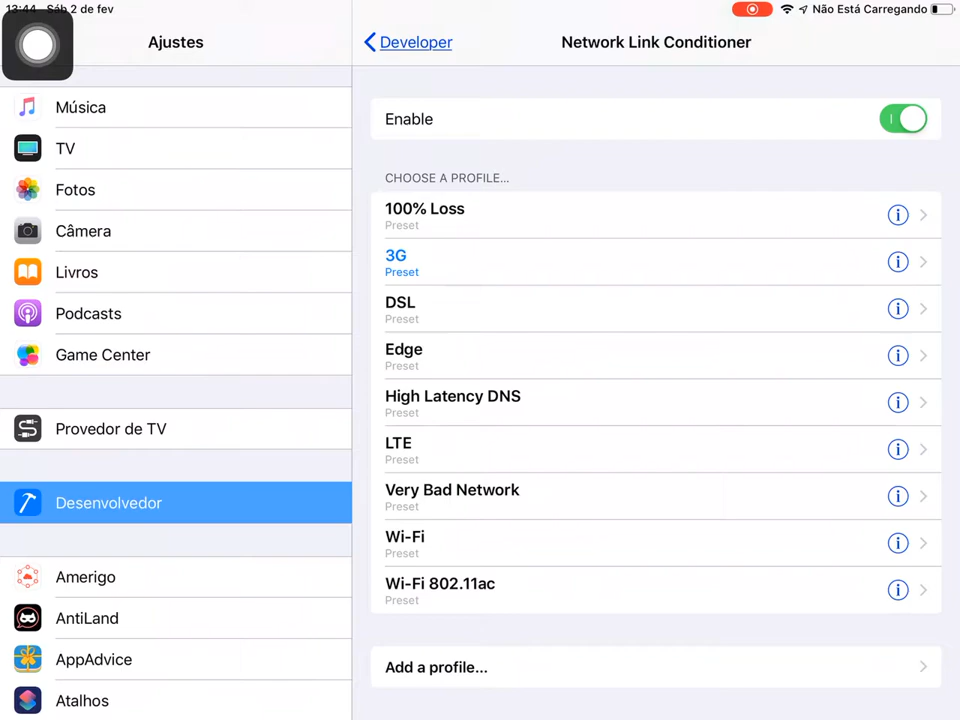 13:44 Sáb 2 de fev
Não Está Carregando
Ajustes
Música
TV
Fotos
Câmera
Livros
Podcasts
Game Center
Provedor de TV
Desenvolvedor
Amerigo
AntiLand
AppAdvice
Atalhos
Developer
Network Link Conditioner
Enable
CHOOSE A PROFILE...
100% Loss
Preset
3G
Preset
DSL
Preset
Edge
Preset
High Latency DNS
Preset
LTE
Preset
Very Bad Network
Preset
Wi-Fi
Preset
Wi-Fi 802.11ac
Preset
Add a profile...